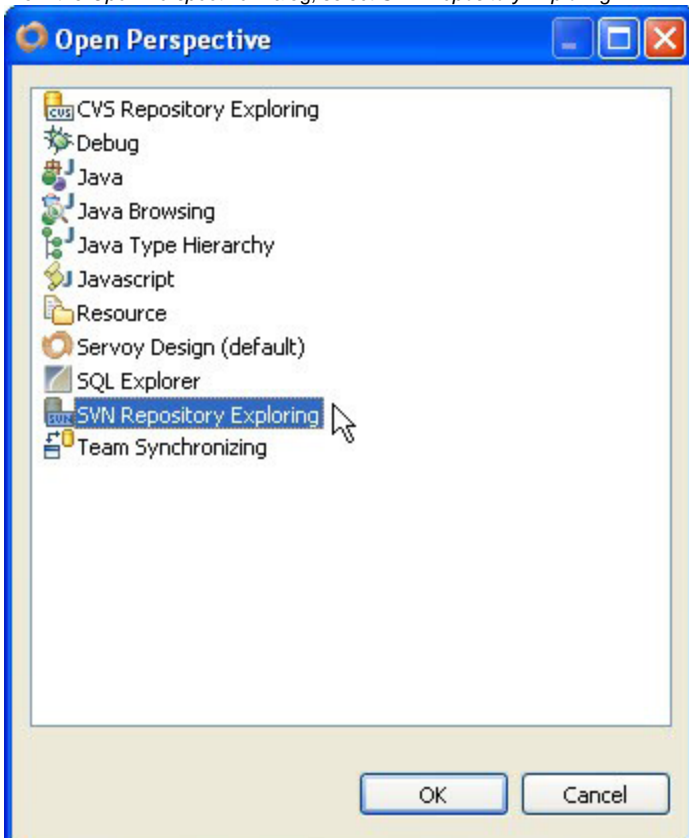 Open Perspective
CVS Repository Exploring
Debug
Java
Java Browsing
Java Type Hierarchy
Javascript
Resource
Servoy Design (default)
SQL Explorer
SVN Repository Exploring
Team Synchronizing
OK
Cancel